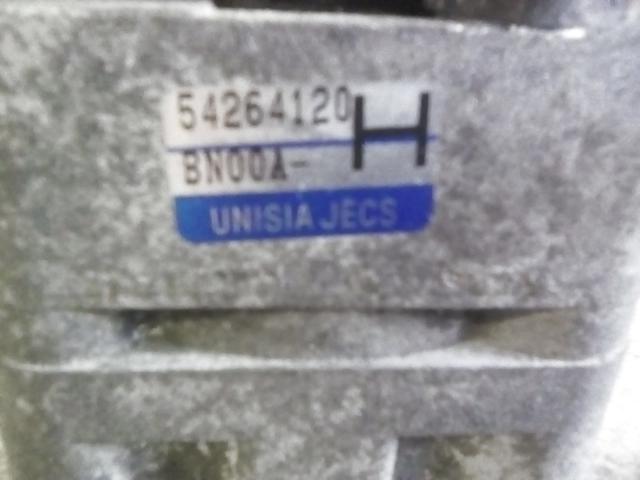 54264120
BN00A- H
UNISIA JECS